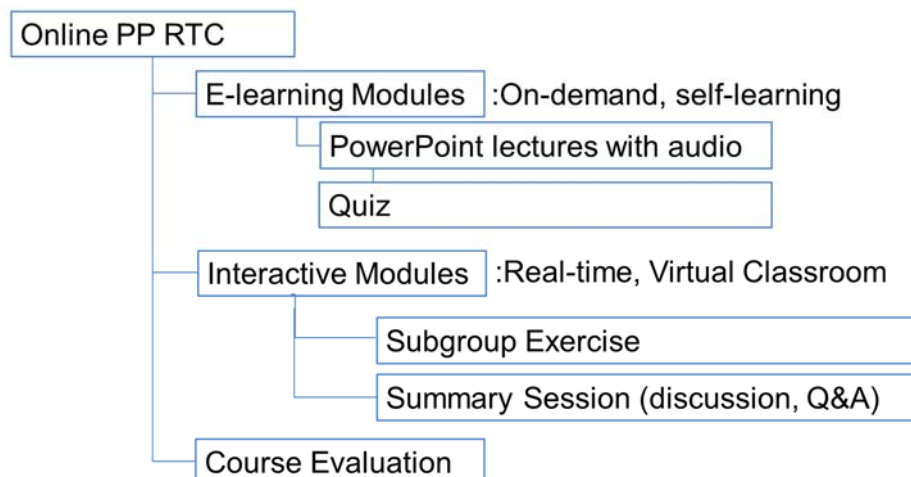 Online PP RTC
E-learning Modules :On-demand, self-learning
PowerPoint lectures with audio
Quiz
Interactive Modules :Real-time, Virtual Classroom
Subgroup Exercise
Summary Session (discussion, Q&A)
Course Evaluation